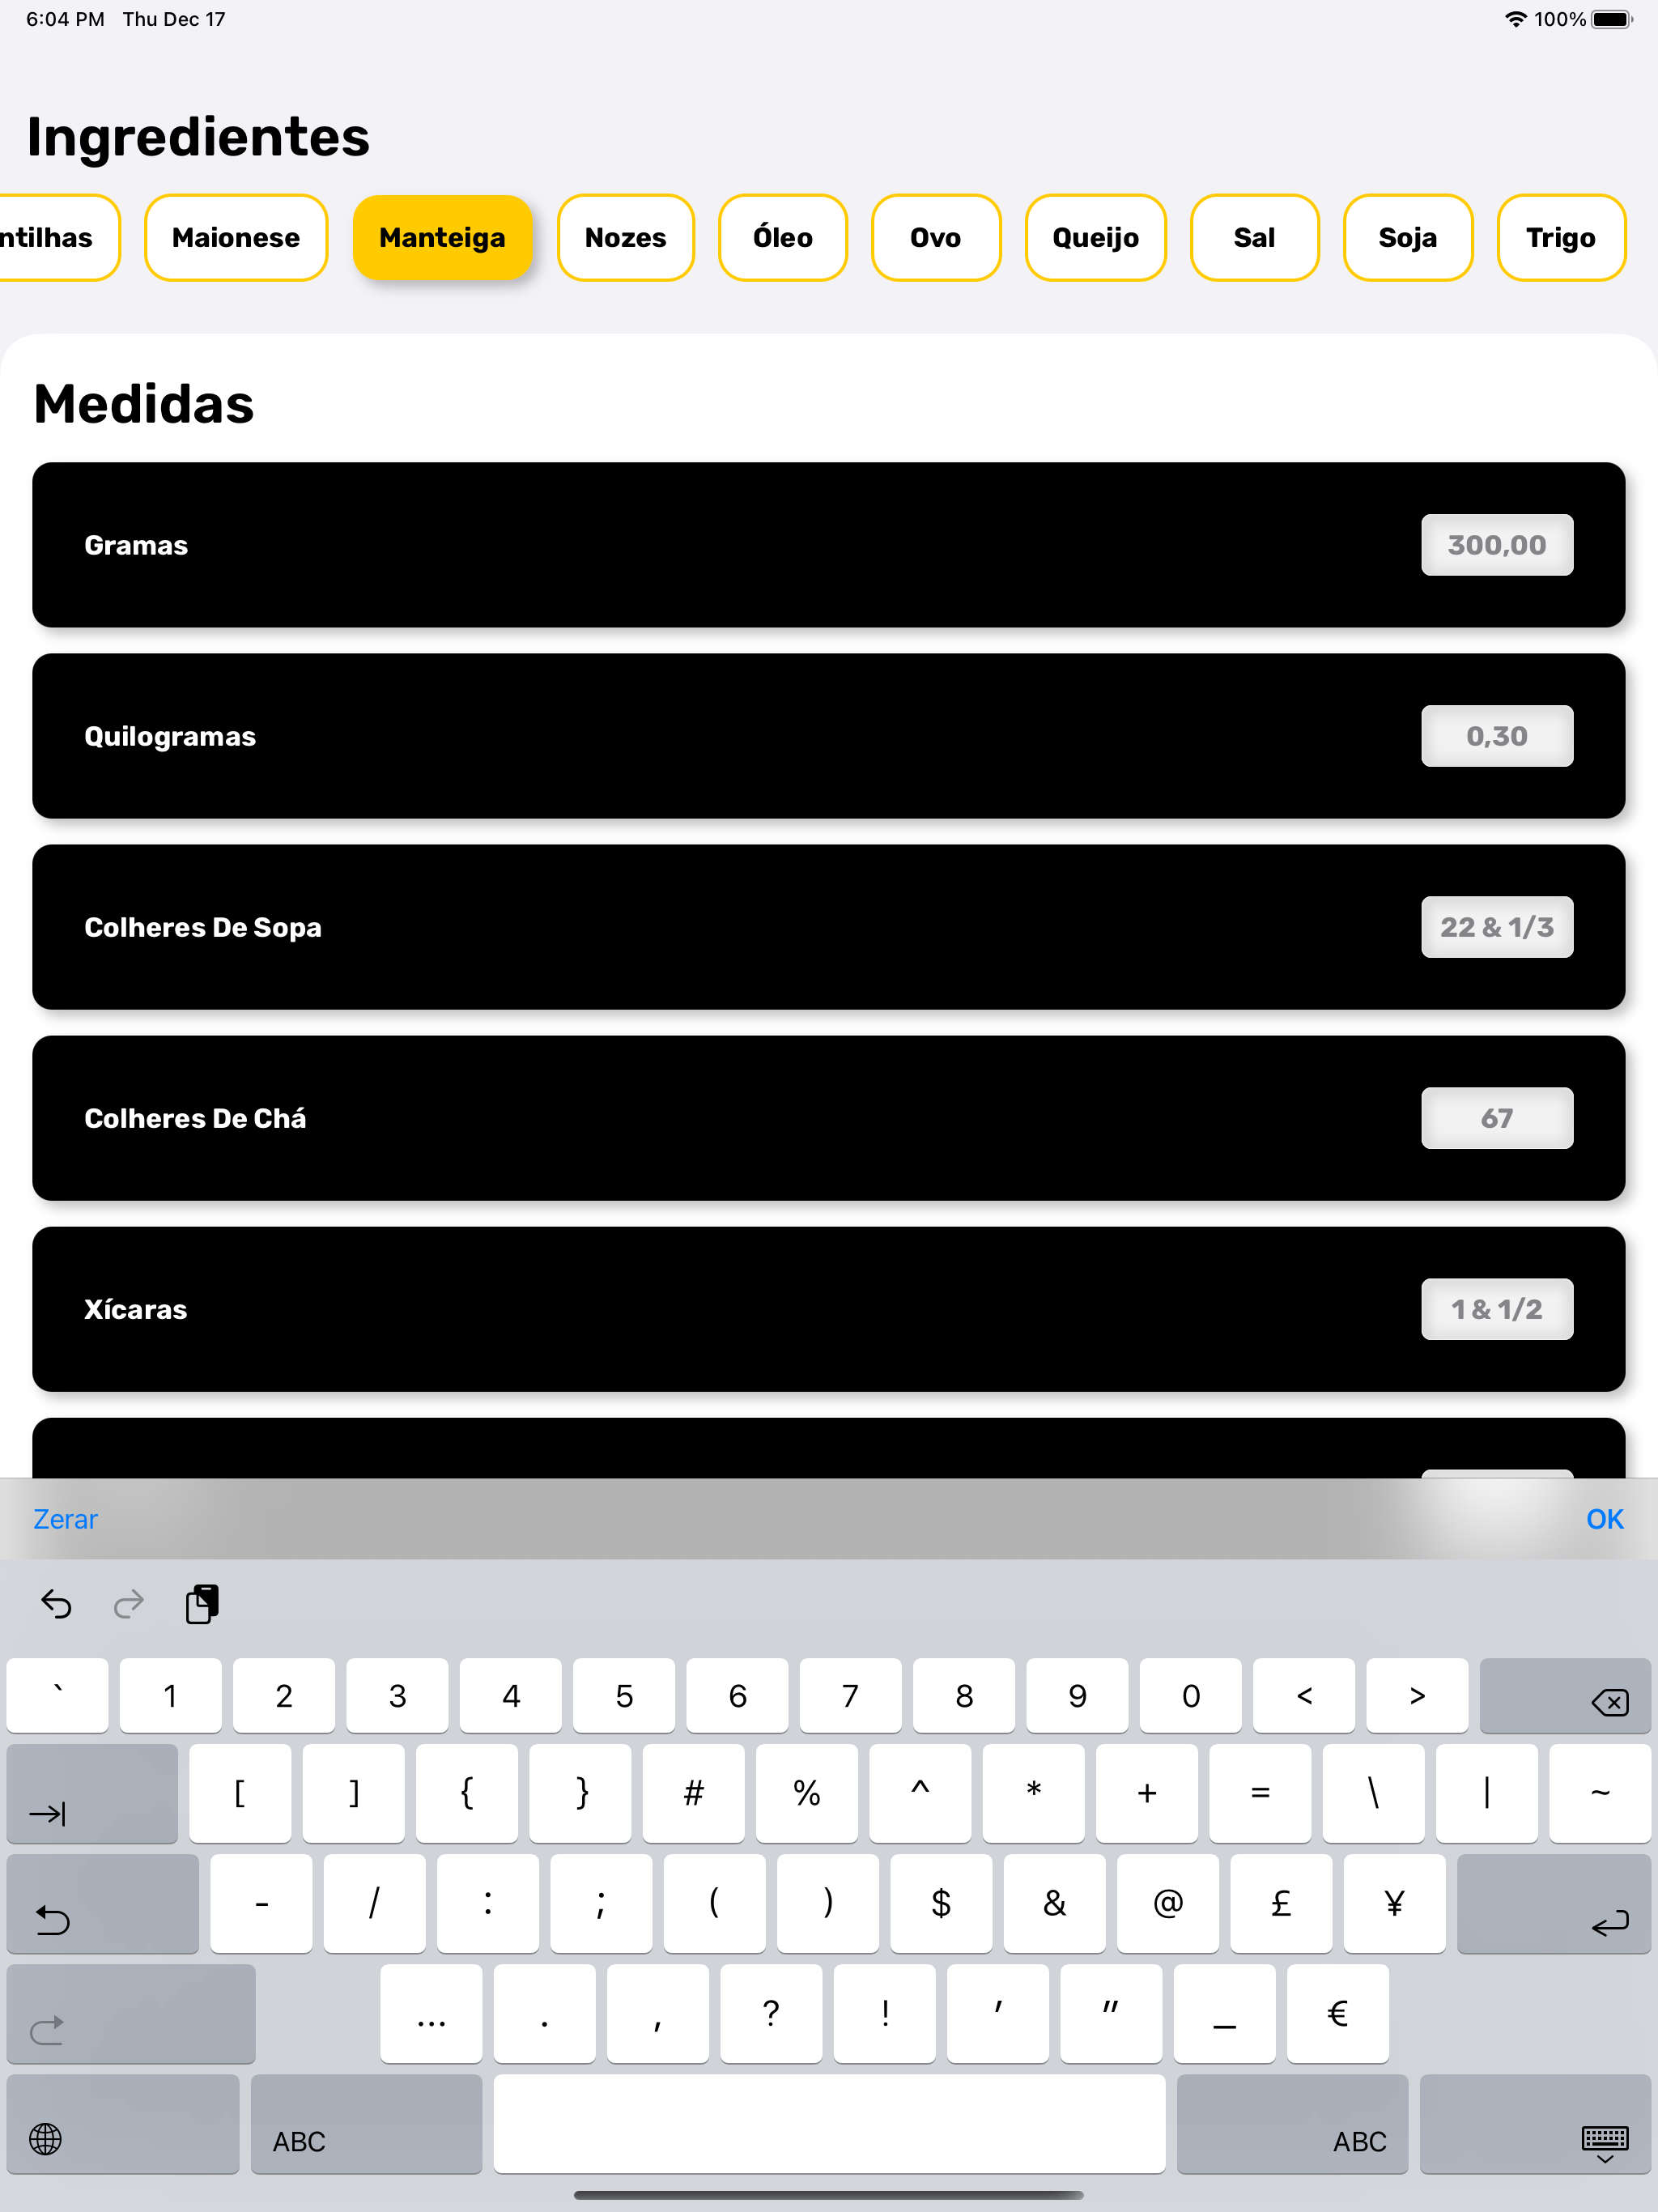 6:04 PM Thu Dec 17 100%
Ingredientes
ntilhas Maionese Manteiga Nozes Óleo Ovo Queijo Sal Soja Trigo
Medidas
Gramas 300,00
Quilogramas 0,30
Colheres De Sopa 22 & 1/3
Colheres De Chá 67
Xícaras 1 & 1/2
Zerar OK
` 1 2 3 4 5 6 7 8 9 0 < >
[ ] { } # % ^ * + = \ | ~
- / : ; ( ) $ & @ £ ¥
... . , ? ! ' " _ €
ABC ABC